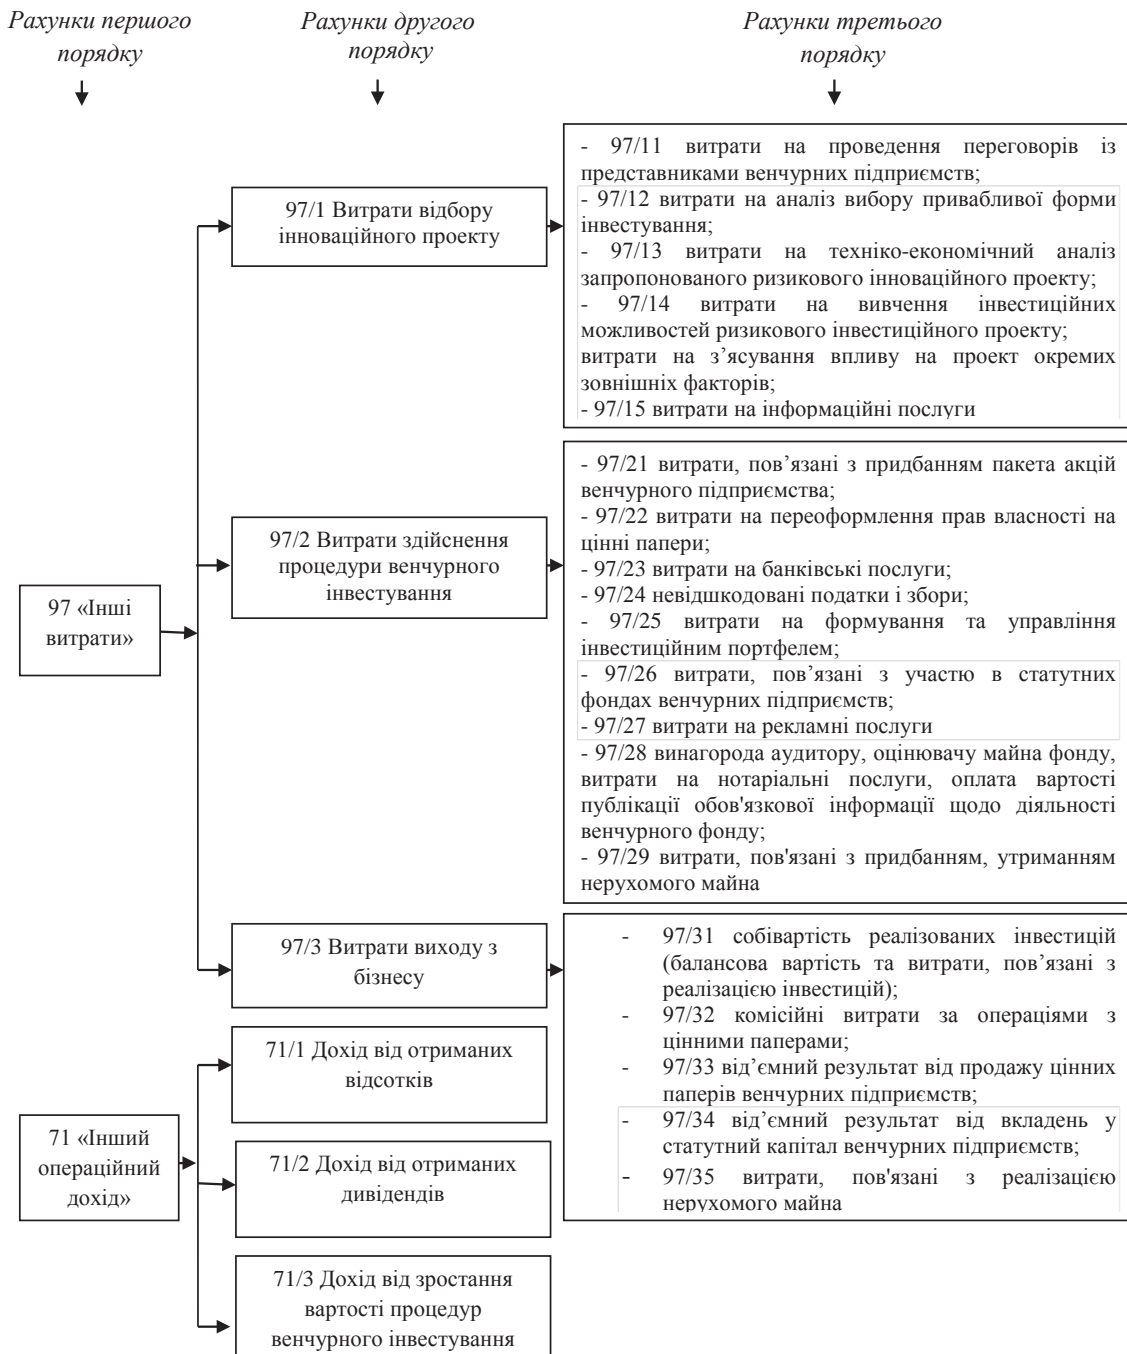 Рахунки першого
порядку
Рахунки другого
порядку
Рахунки третього
порядку
97 «Інші
витрати»
97/1 Витрати відбору
інноваційного проекту
- 97/11 витрати на проведення переговорів із
представниками венчурних підприємств;
- 97/12 витрати на аналіз вибору привабливої форми
інвестування;
- 97/13 витрати на техніко-економічний аналіз
запропонованого ризикового інноваційного проекту;
- 97/14 витрати на вивчення інвестиційних
можливостей ризикового інвестиційного проекту;
витрати на з’ясування впливу на проект окремих
зовнішніх факторів;
- 97/15 витрати на інформаційні послуги
97/2 Витрати здійснення
процедури венчурного
інвестування
- 97/21 витрати, пов’язані з придбанням пакета акцій
венчурного підприємства;
- 97/22 витрати на переоформлення прав власності на
цінні папери;
- 97/23 витрати на банківські послуги;
- 97/24 невідшкодовані податки і збори;
- 97/25 витрати на формування та управління
інвестиційним портфелем;
- 97/26 витрати, пов’язані з участю в статутних
фондах венчурних підприємств;
- 97/27 витрати на рекламні послуги
- 97/28 винагорода аудитору, оцінювачу майна фонду,
витрати на нотаріальні послуги, оплата вартості
публікації обов'язкової інформації щодо діяльності
венчурного фонду;
- 97/29 витрати, пов'язані з придбанням, утриманням
нерухомого майна
97/3 Витрати виходу з
бізнесу
- 97/31 собівартість реалізованих інвестицій
(балансова вартість та витрати, пов’язані з
реалізацією інвестицій);
- 97/32 комісійні витрати за операціями з
цінними паперами;
- 97/33 від’ємний результат від продажу цінних
паперів венчурних підприємств;
- 97/34 від’ємний результат від вкладень у
статутний капітал венчурних підприємств;
- 97/35 витрати, пов'язані з реалізацією
нерухомого майна
71 «Інший
операційний
дохід»
71/1 Дохід від отриманих
відсотків
71/2 Дохід від отриманих
дивідендів
71/3 Дохід від зростання
вартості процедур
венчурного інвестування